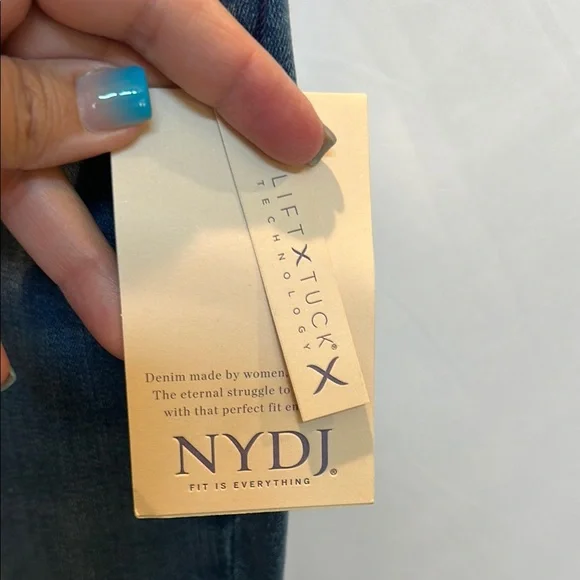 LIFTXTUCK®
TECHNOLOGY
X
Denim made by women,
The eternal struggle to
with that perfect fit
NYDJ®
FIT IS EVERYTHING